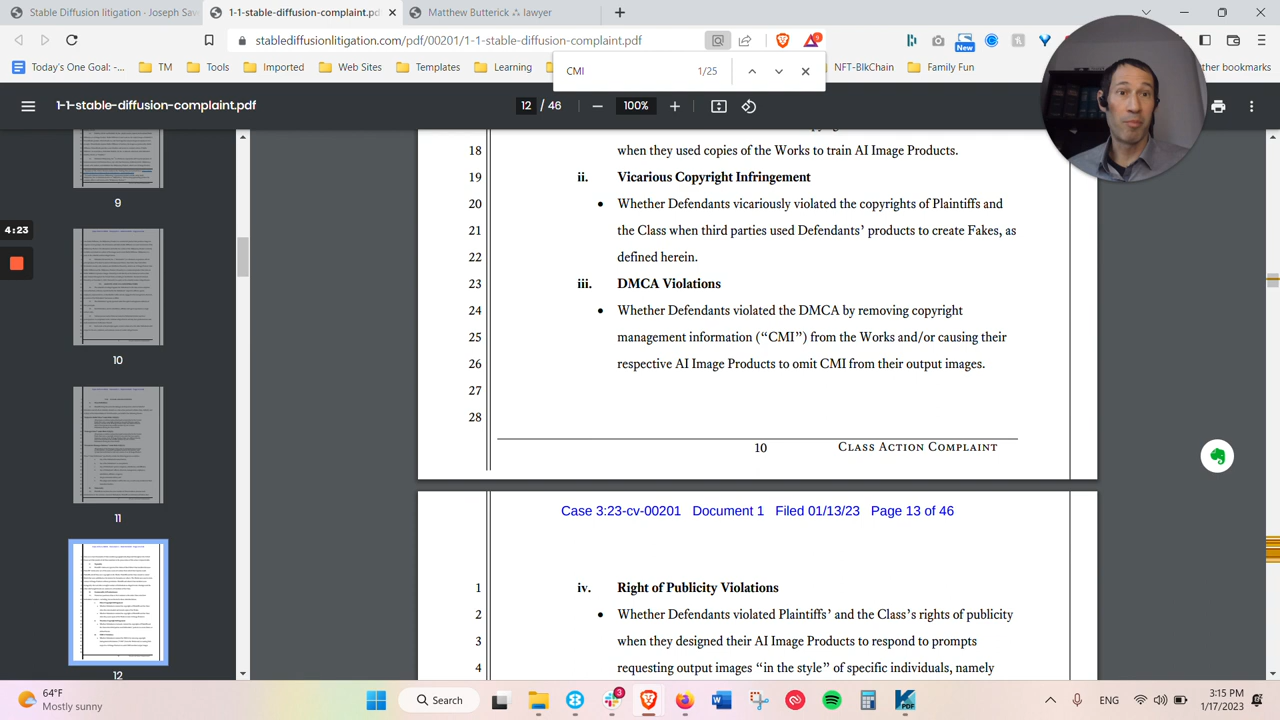 Stable Diffusion litigation · Joseph Sav
1-1-stable-diffusion-complaint.pdf
Matthew Butterick ⁂ lawyer
stablediffusionlitigation.com/pdf/00201/1-1-stable-diffusion-complaint.pdf
5
New
Today's One Goal: -...
TM
Tools
Imported
Web Sites
Templates
Learning
NFT-BlkChain
Family Fun
her bookmarks
CMI
1/25
1-1-stable-diffusion-complaint.pdf
12 / 46
100%
9
10
11
12
4:23
18 when they used copies of the Works to train AI Image Products.
19 ii. Vicarious Copyright Infringement
20 • Whether Defendants vicariously violated the copyrights of Plaintiffs and
21 the Class when third parties used Defendants' products to create Fakes, as
22 defined herein.
23 iii. DMCA Violations
24 • Whether Defendants violated the DMCA by removing copyright
25 management information ("CMI") from the Works and/or causing their
26 respective AI Image Products to omit CMI from their output images.
27
28
10 CLASS ACTION COMPLAINT
Case 3:23-cv-00201 Document 1 Filed 01/13/23 Page 13 of 46
1 iv. Right of Publicity Violations
2 • Whether Defendants violated Plaintiffs' and the Class's rights of publicity
3 when they designed their AI Image Products to respond to prompts
4 requesting output images "in the style" of specific individuals, namely
64°F
Mostly sunny
Search
3
ENG
3:15 PM
1/17/2023